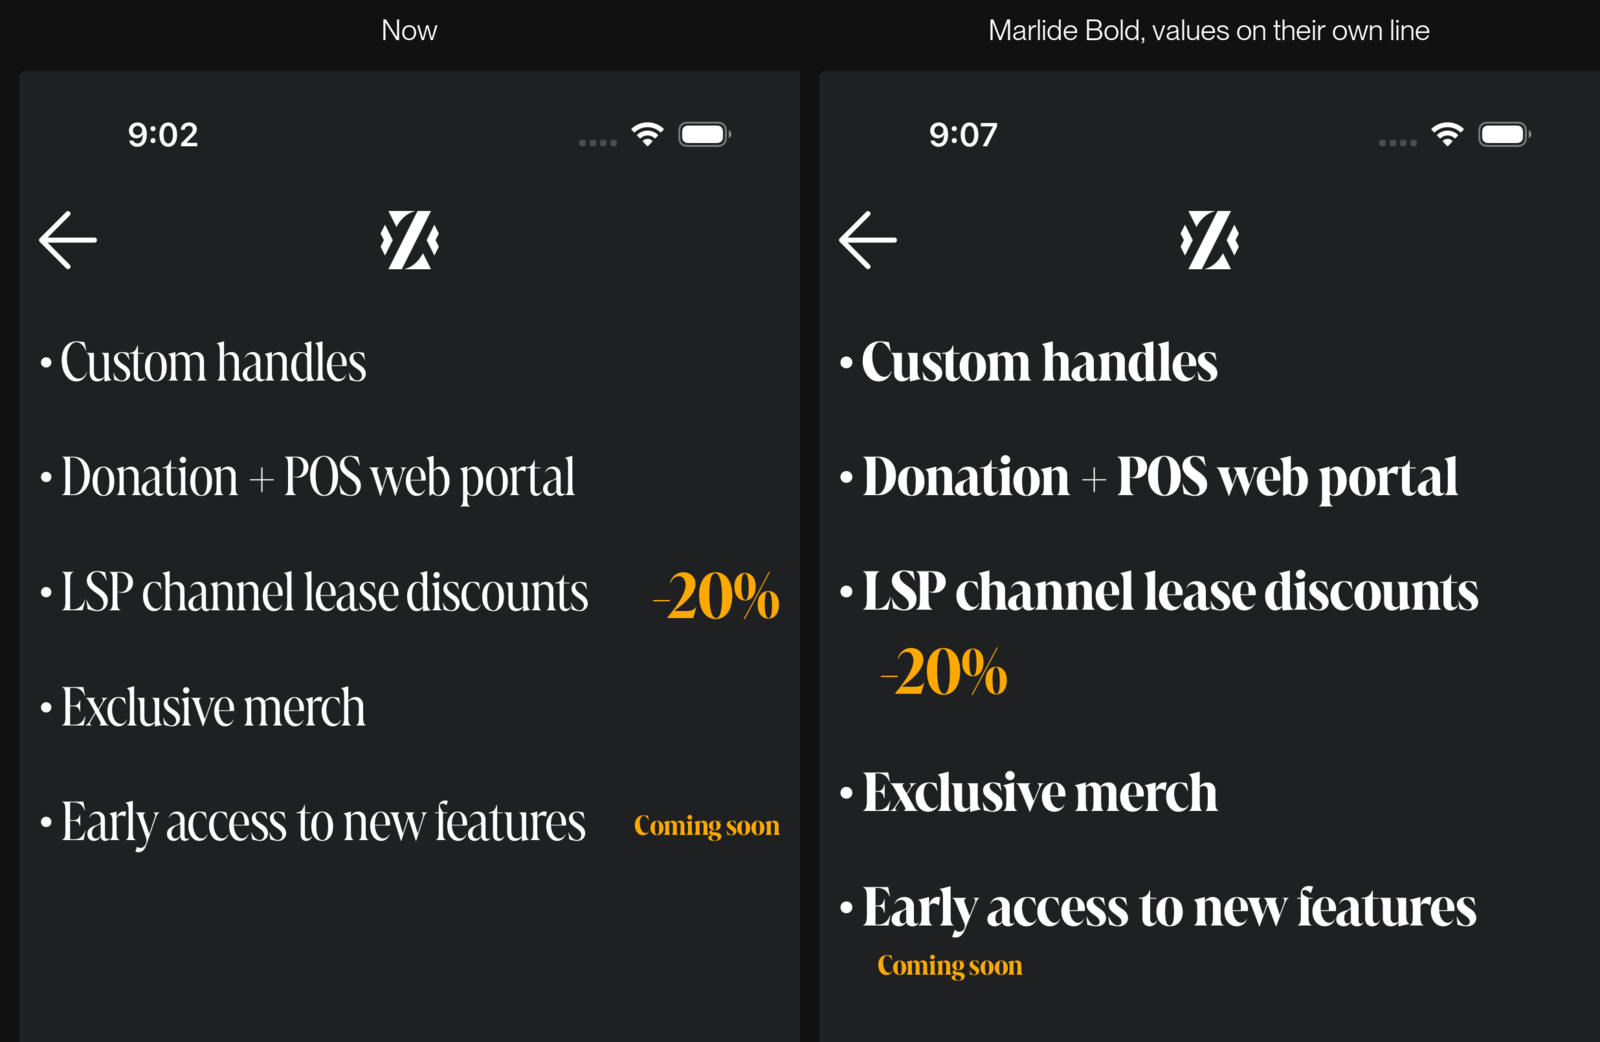 Now
9:02
• Custom handles
• Donation + POS web portal
• LSP channel lease discounts -20%
• Exclusive merch
• Early access to new features Coming soon
Marlide Bold, values on their own line
9:07
• Custom handles
• Donation + POS web portal
• LSP channel lease discounts
-20%
• Exclusive merch
• Early access to new features
Coming soon